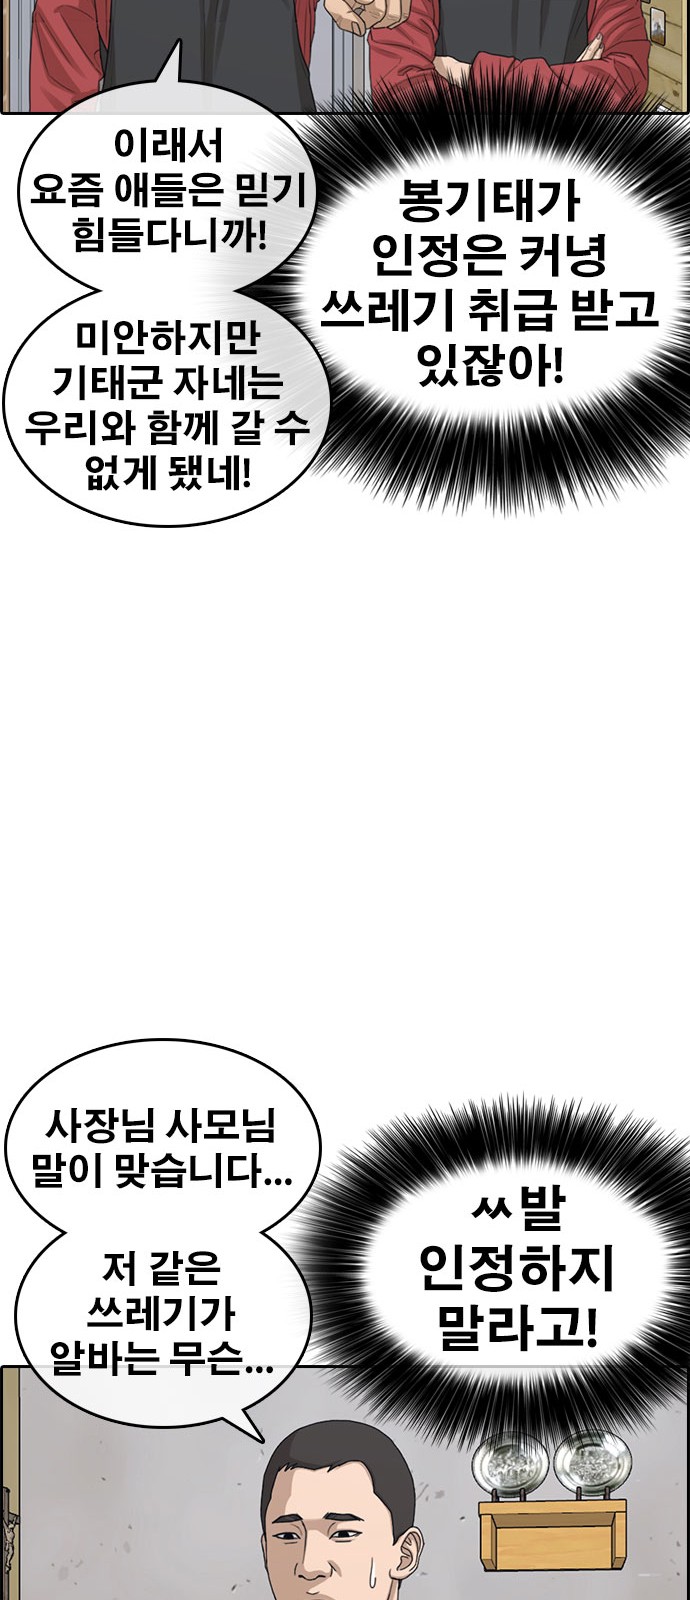 이래서
요즘 애들은 믿기
힘들다니까!
미안하지만
기태군 자네는
우리와 함께 갈 수
없게 됐네!
봉기태가
인정은 커녕
쓰레기 취급 받고
있잖아!
사장님 사모님
말이 맞습니다...
저 같은
쓰레기가
알바는 무슨...
ㅆ발
인정하지
말라고!